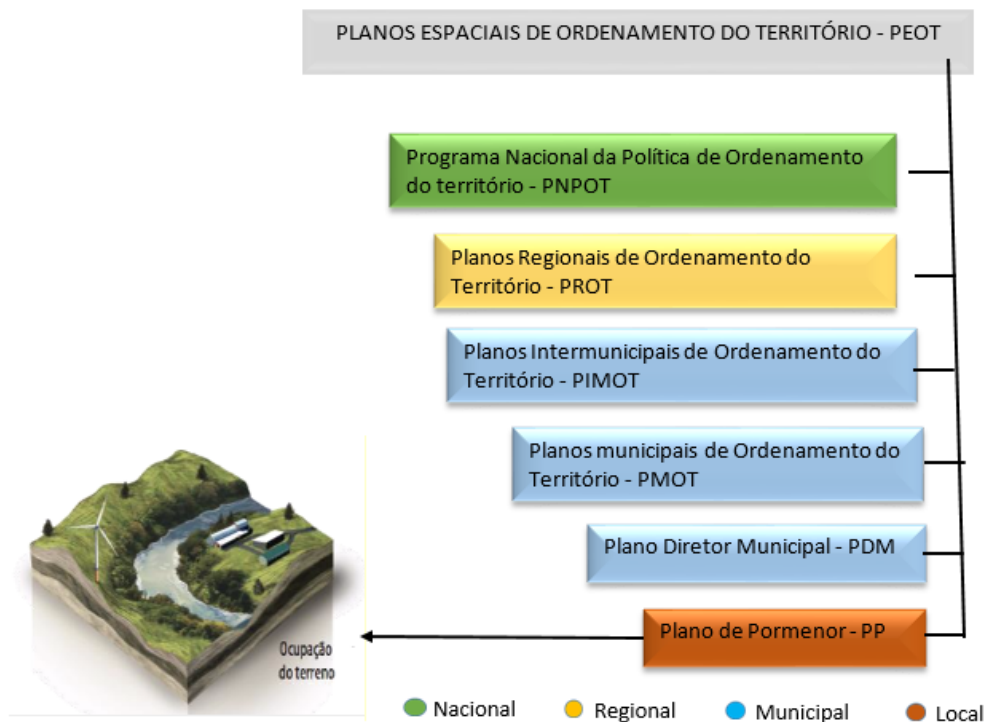 PLANOS ESPACIAIS DE ORDENAMENTO DO TERRITÓRIO - PEOT
Programa Nacional da Política de Ordenamento
do território - PNPOT
Planos Regionais de Ordenamento do
Território - PROT
Planos Intermunicipais de Ordenamento do
Território - PIMOT
Planos municipais de Ordenamento do
Território - PMOT
Plano Diretor Municipal - PDM
Plano de Pormenor - PP
Ocupação
do terreno
Nacional
Regional
Municipal
Local